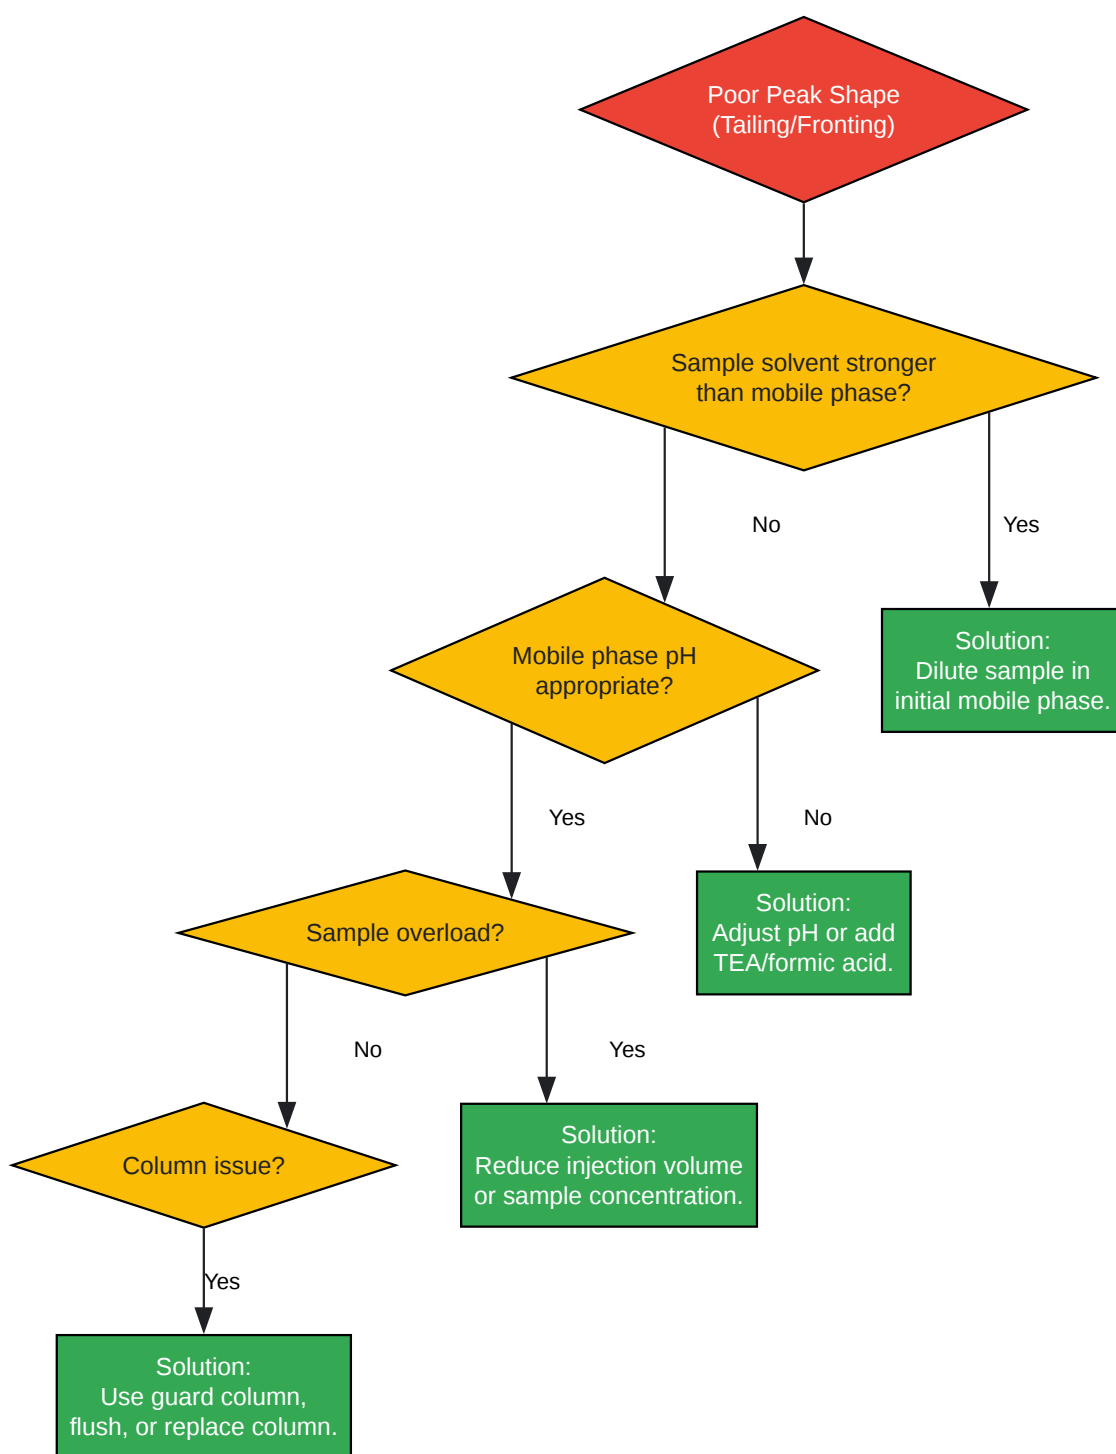 Poor Peak Shape
(Tailing/Fronting)
Sample solvent stronger
than mobile phase?
No
Yes
Mobile phase pH
appropriate?
Solution:
Dilute sample in
initial mobile phase.
Yes
No
Sample overload?
Solution:
Adjust pH or add
TEA/formic acid.
No
Yes
Column issue?
Solution:
Reduce injection volume
or sample concentration.
Yes
Solution:
Use guard column,
flush, or replace column.